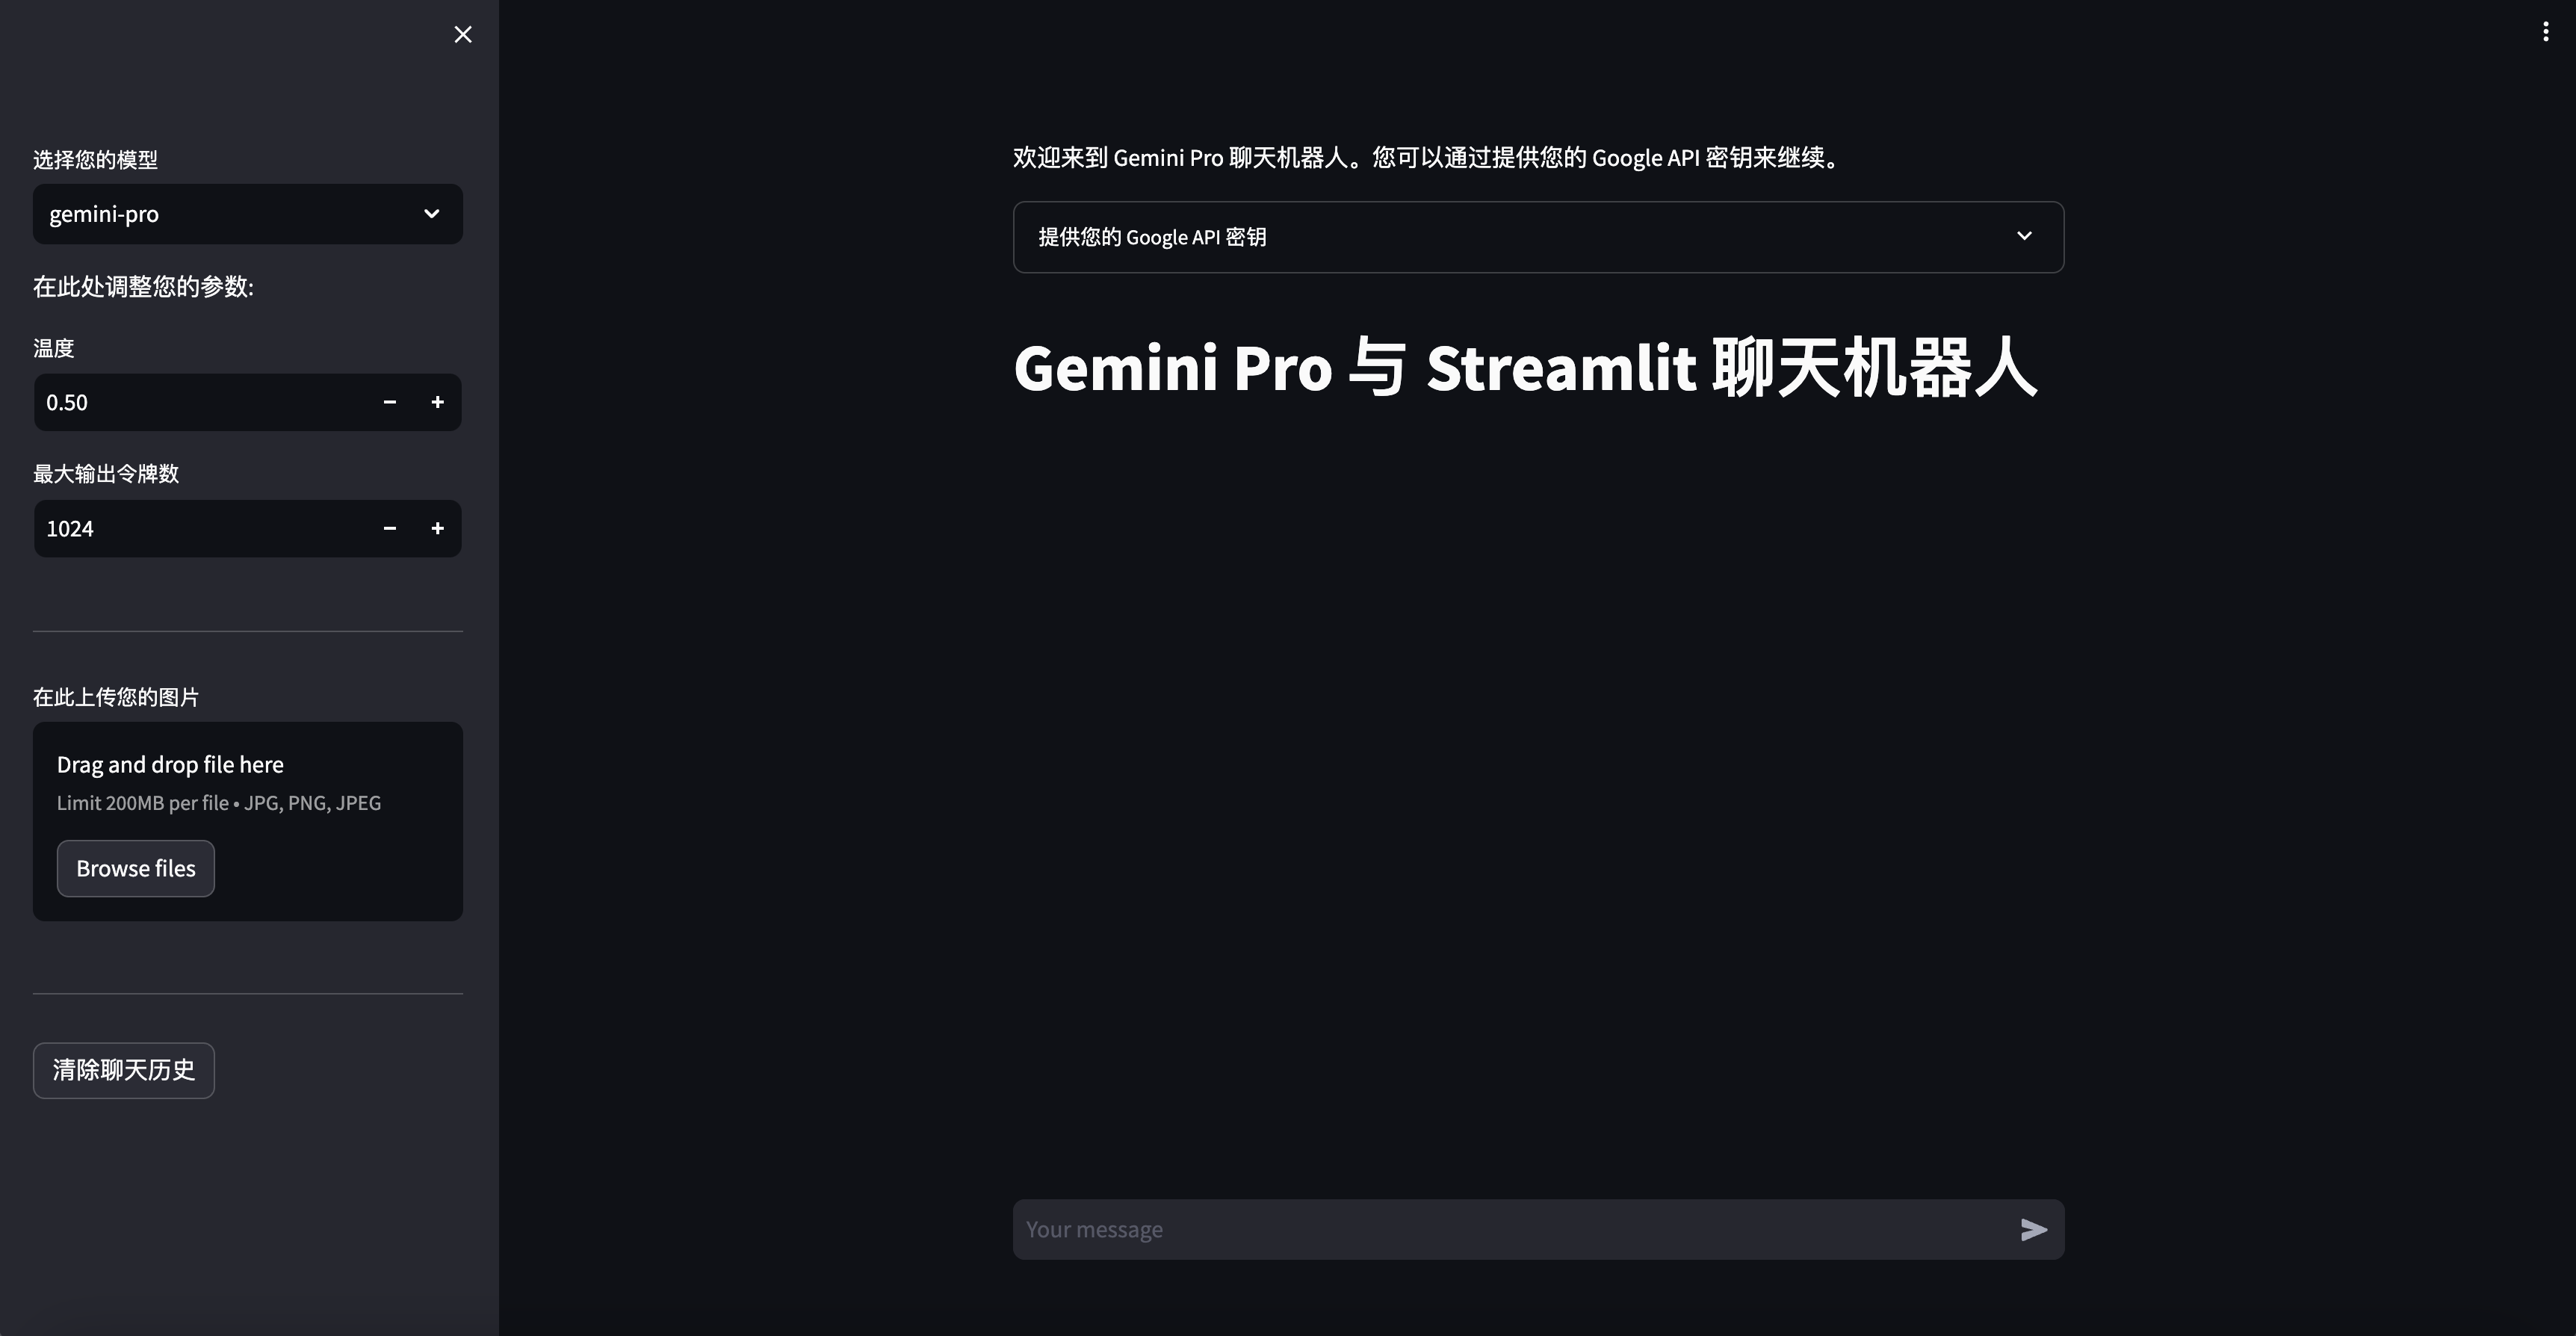 选择您的模型
gemini-pro
在此处调整您的参数:
温度
0.50
最大输出令牌数
1024
在此上传您的图片
Drag and drop file here
Limit 200MB per file • JPG, PNG, JPEG
Browse files
清除聊天历史
欢迎来到 Gemini Pro 聊天机器人。您可以通过提供您的 Google API 密钥来继续。
提供您的 Google API 密钥
Gemini Pro 与 Streamlit 聊天机器人
Your message